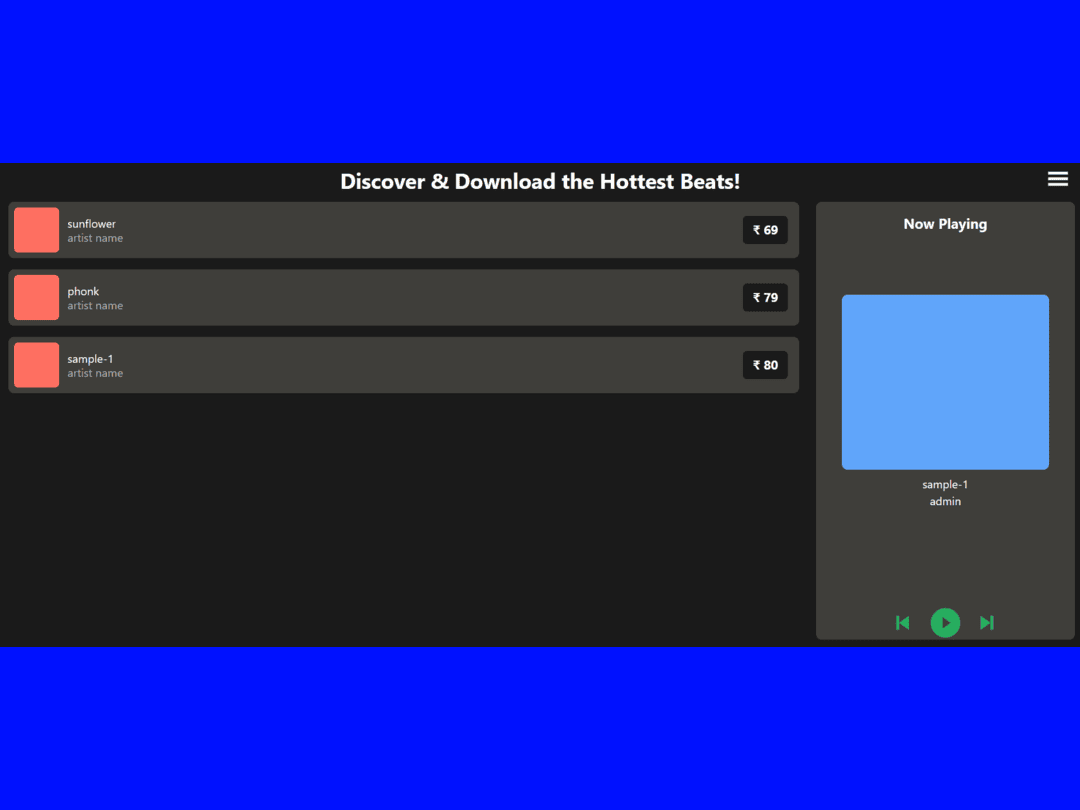 Discover & Download the Hottest Beats!
sunflower
artist name
₹ 69
phonk
artist name
₹ 79
sample-1
artist name
₹ 80
Now Playing
sample-1
admin